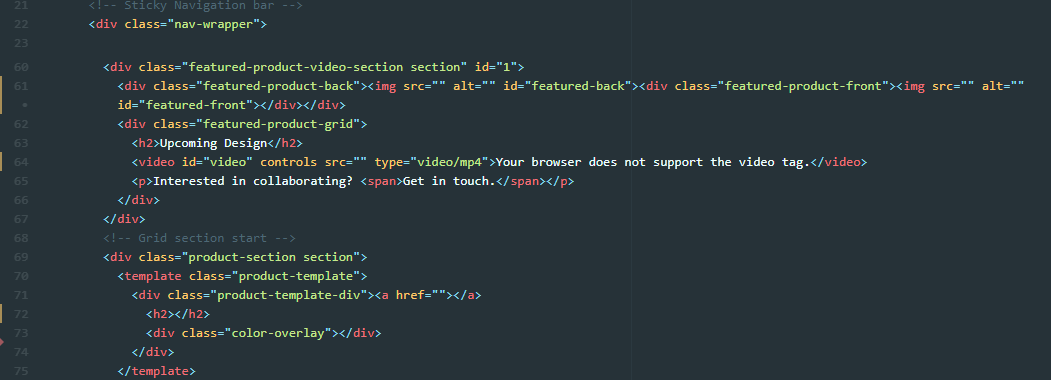 21 <!-- Sticky Navigation bar -->
22 <div class="nav-wrapper">
23
60 <div class="featured-product-video-section section" id="1">
61 <div class="featured-product-back"><img src="" alt="" id="featured-back"><div class="featured-product-front"><img src="" alt=""
• id="featured-front"></div></div>
62 <div class="featured-product-grid">
63 <h2>Upcoming Design</h2>
64 <video id="video" controls src="" type="video/mp4">Your browser does not support the video tag.</video>
65 <p>Interested in collaborating? <span>Get in touch.</span></p>
66 </div>
67 </div>
68 <!-- Grid section start -->
69 <div class="product-section section">
70 <template class="product-template">
71 <div class="product-template-div"><a href=""></a>
72 <h2></h2>
73 <div class="color-overlay"></div>
74 </div>
75 </template>